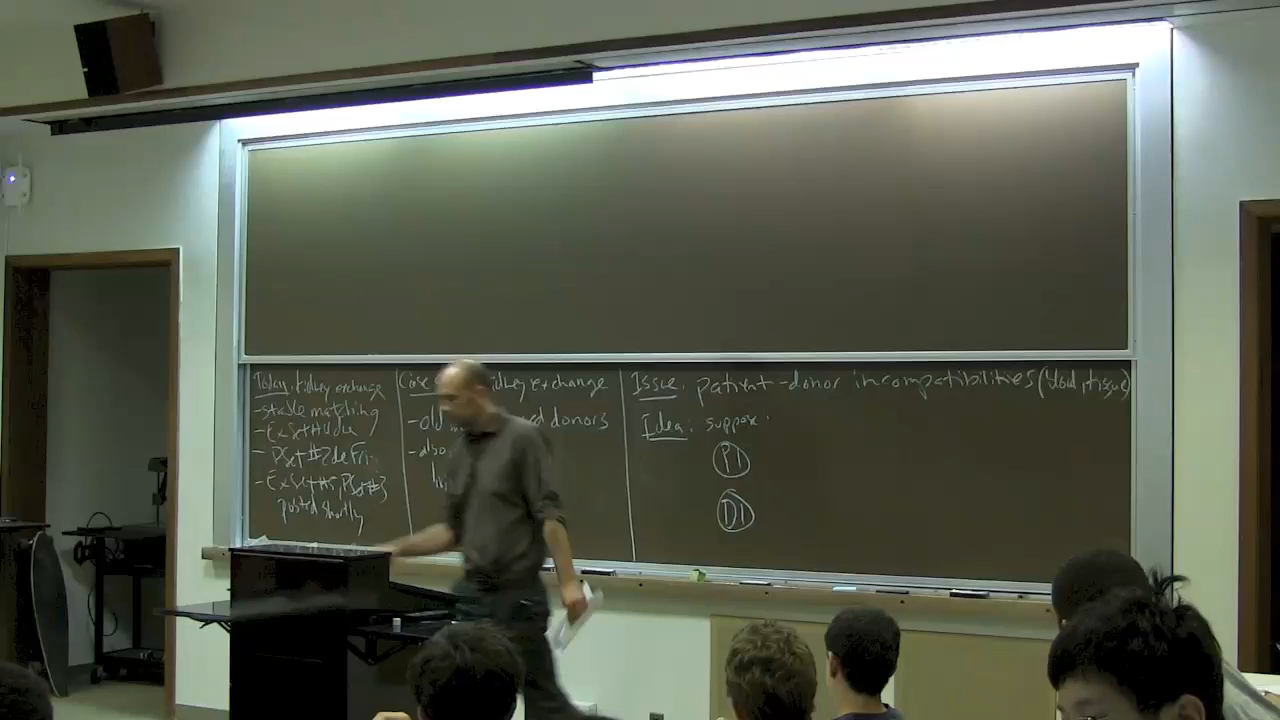 Today: kidney exchange
- stable matching
- ExSet #4 due
- PSet #2 due Fri
- ExSet #5, PSet #3
posted shortly
Case kidney exchange
- old donors
- also
Issue: patient-donor incompatibilities (blood, tissue)
Idea: suppose:
P1
D1